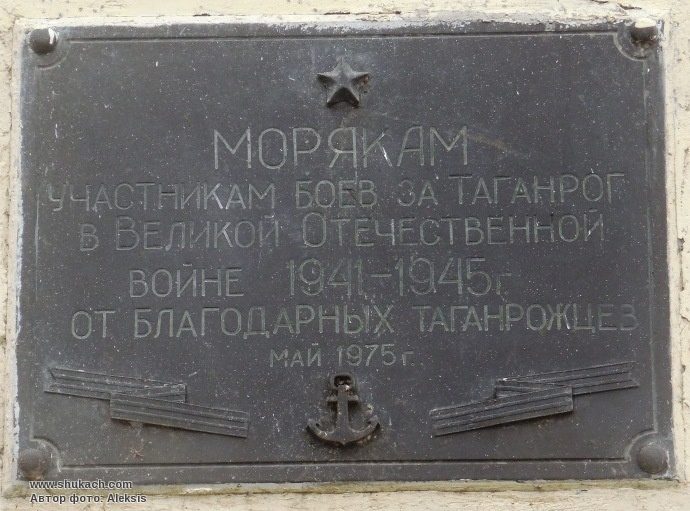 МОРЯКАМ
УЧАСТНИКАМ БОЕВ ЗА ТАГАНРОГ
В ВЕЛИКОЙ ОТЕЧЕСТВЕННОЙ
ВОЙНЕ 1941-1945 г.
ОТ БЛАГОДАРНЫХ ТАГАНРОЖЦЕВ
МАЙ 1975 г.
www.shukach.com
Автор фото: Aleksis